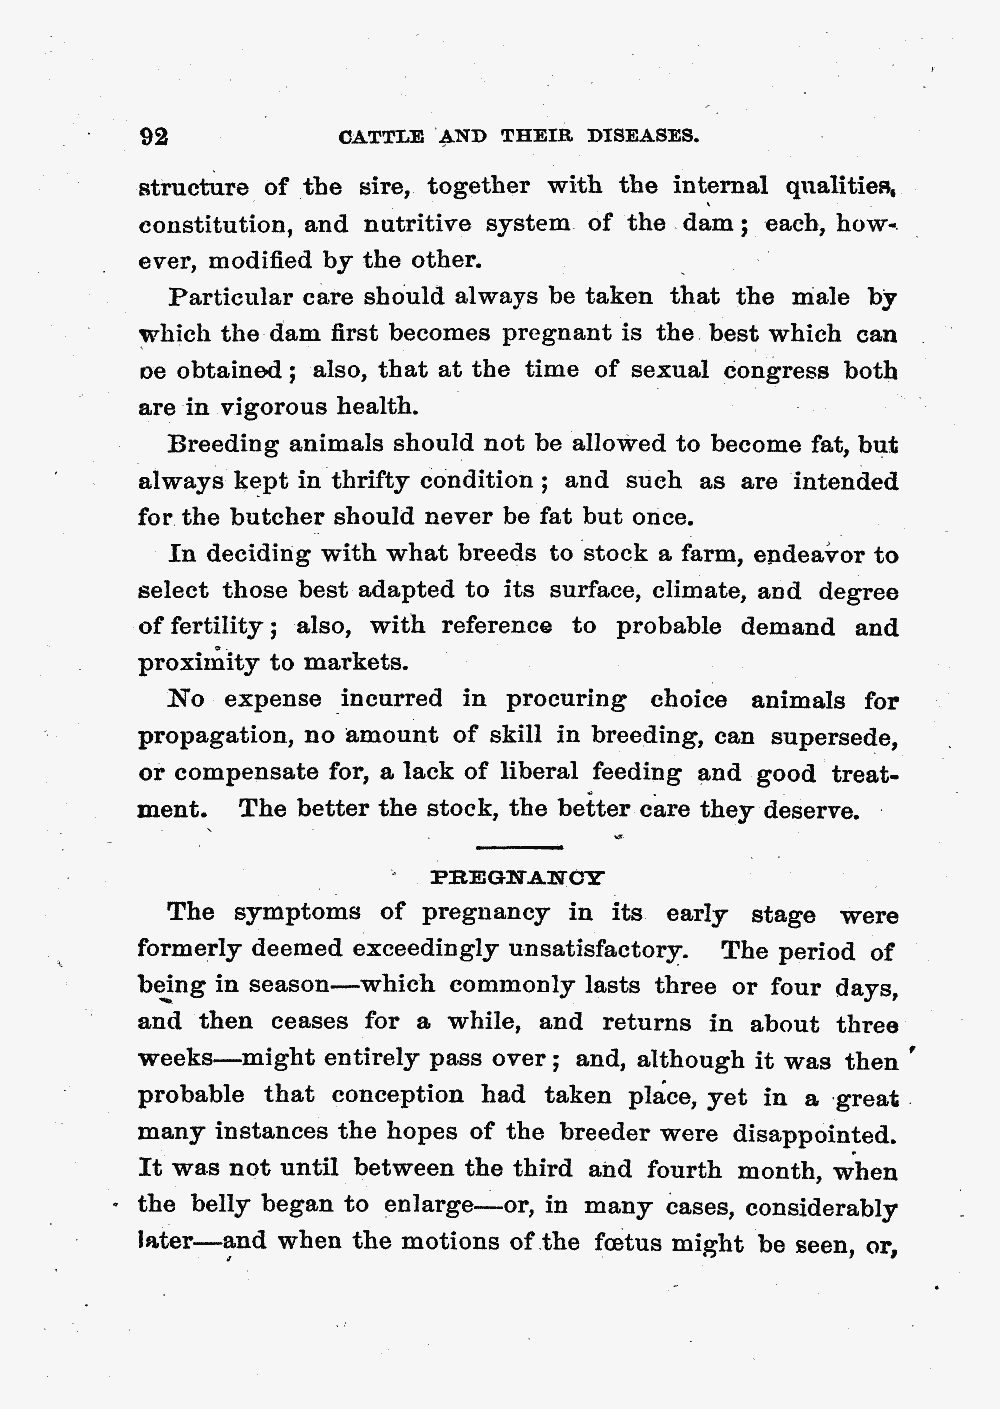 92 CATTLE AND THEIR DISEASES.
structure of the sire, together with the internal qualities,
constitution, and nutritive system of the dam ; each, how-
ever, modified by the other.
Particular care should always be taken that the male by
which the dam first becomes pregnant is the best which can
be obtained ; also, that at the time of sexual congress both
are in vigorous health.
Breeding animals should not be allowed to become fat, but
always kept in thrifty condition ; and such as are intended
for the butcher should never be fat but once.
In deciding with what breeds to stock a farm, endeavor to
select those best adapted to its surface, climate, and degree
of fertility ; also, with reference to probable demand and
proximity to markets.
No expense incurred in procuring choice animals for
propagation, no amount of skill in breeding, can supersede,
or compensate for, a lack of liberal feeding and good treat-
ment. The better the stock, the better care they deserve.
PREGNANCY
The symptoms of pregnancy in its early stage were
formerly deemed exceedingly unsatisfactory. The period of
being in season—which commonly lasts three or four days,
and then ceases for a while, and returns in about three
weeks—might entirely pass over ; and, although it was then
probable that conception had taken place, yet in a great
many instances the hopes of the breeder were disappointed.
It was not until between the third and fourth month, when
the belly began to enlarge—or, in many cases, considerably
later—and when the motions of the fœtus might be seen, or,